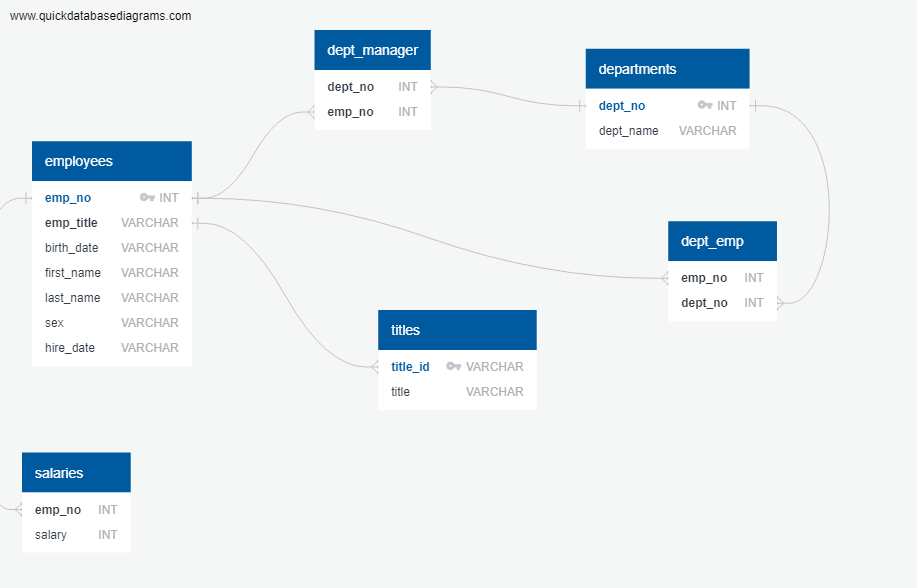 www.quickdatabasediagrams.com
dept_manager
dept_no INT
emp_no INT
departments
dept_no INT
dept_name VARCHAR
employees
emp_no INT
emp_title VARCHAR
birth_date VARCHAR
first_name VARCHAR
last_name VARCHAR
sex VARCHAR
hire_date VARCHAR
dept_emp
emp_no INT
dept_no INT
titles
title_id VARCHAR
title VARCHAR
salaries
emp_no INT
salary INT